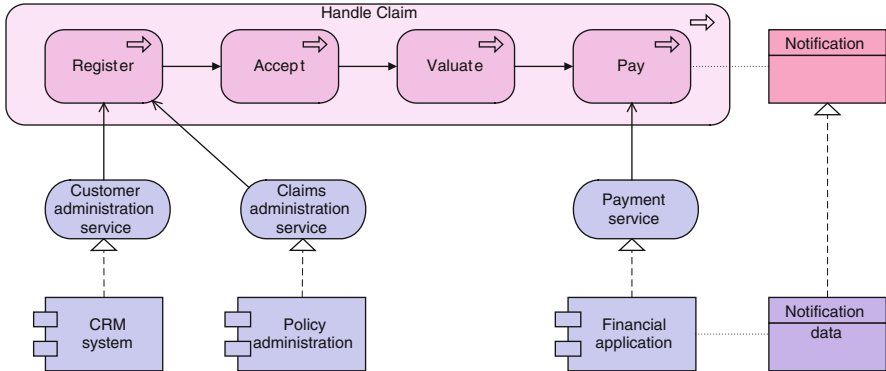 Handle Claim
Register
Accept
Valuate
Pay
Notification
Customer
administration
service
Claims
administration
service
Payment
service
CRM
system
Policy
administration
Financial
application
Notification
data